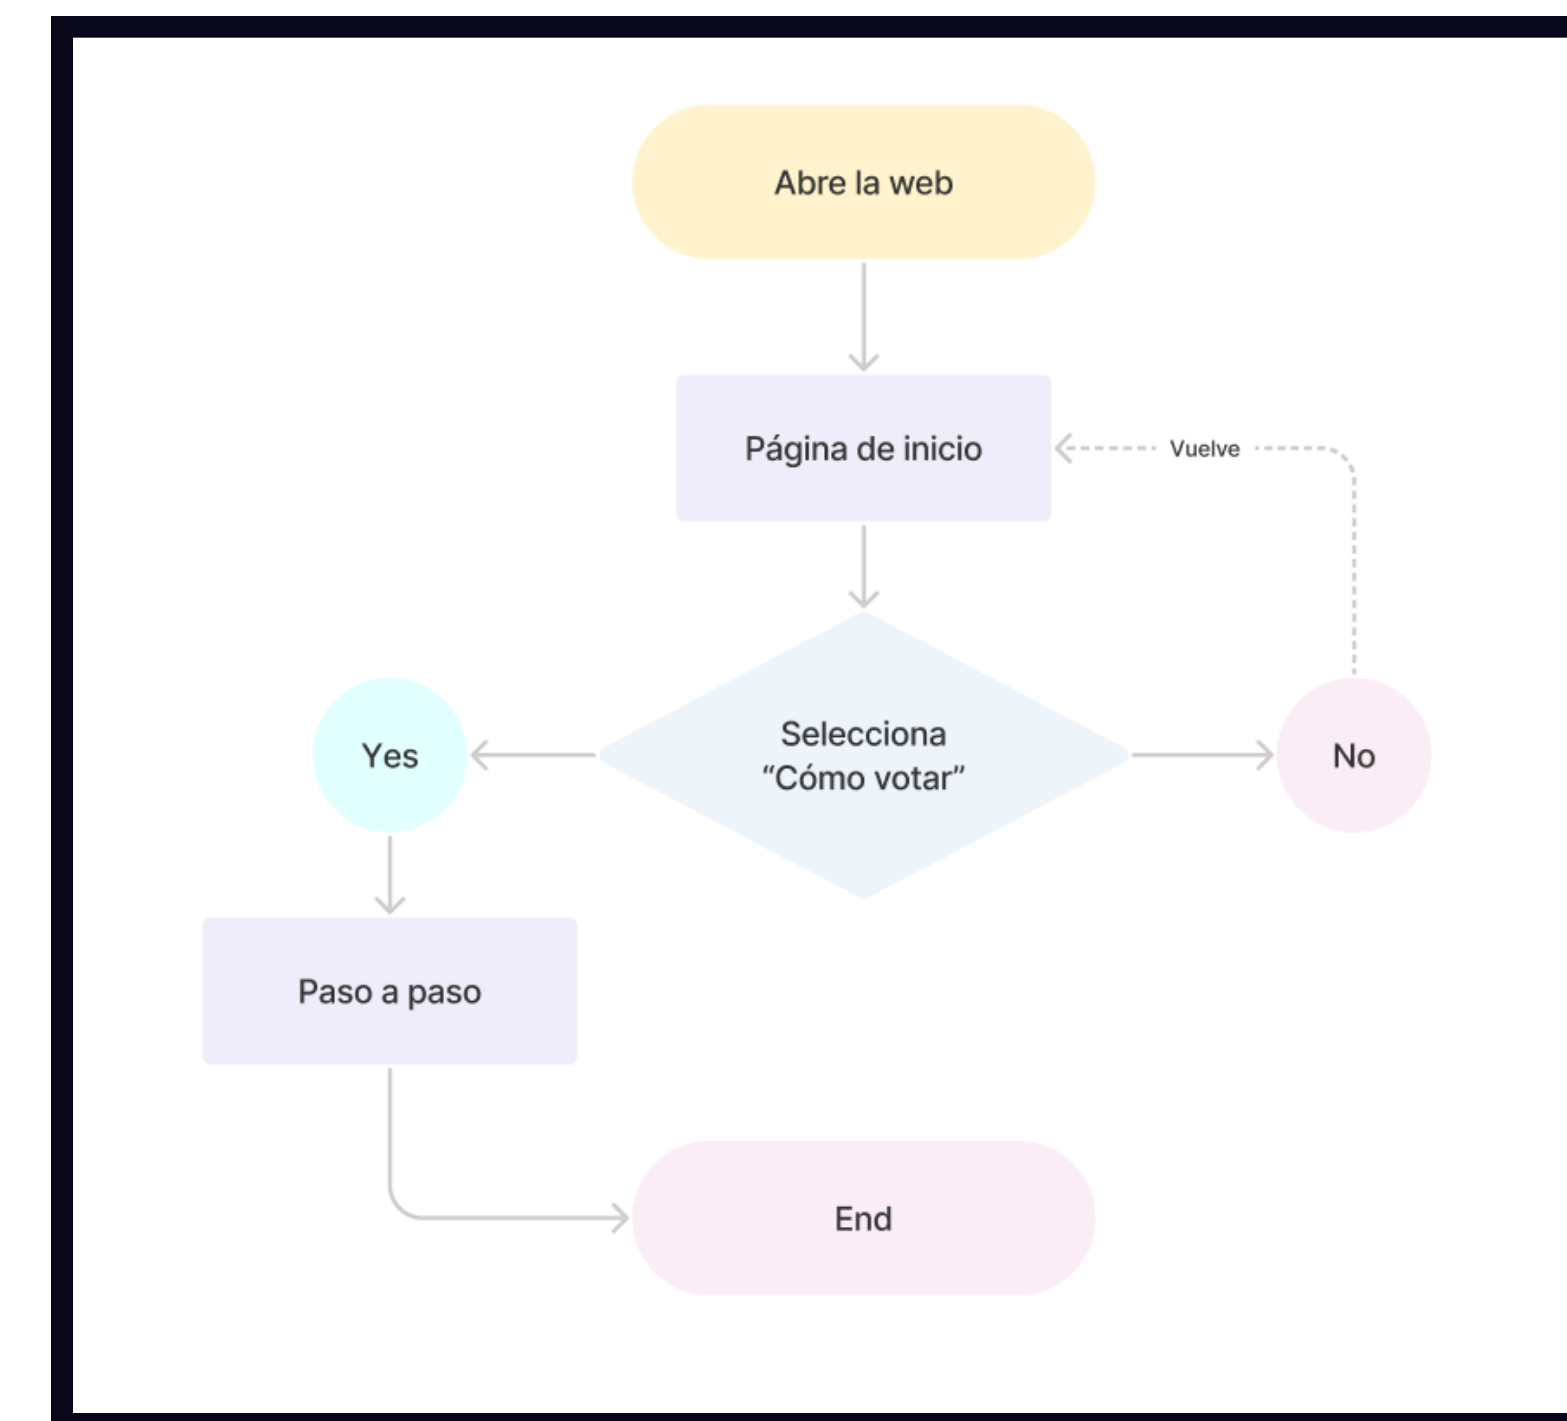 Abre la web
Página de inicio
Vuelve
Selecciona
“Cómo votar”
Yes
No
Paso a paso
End